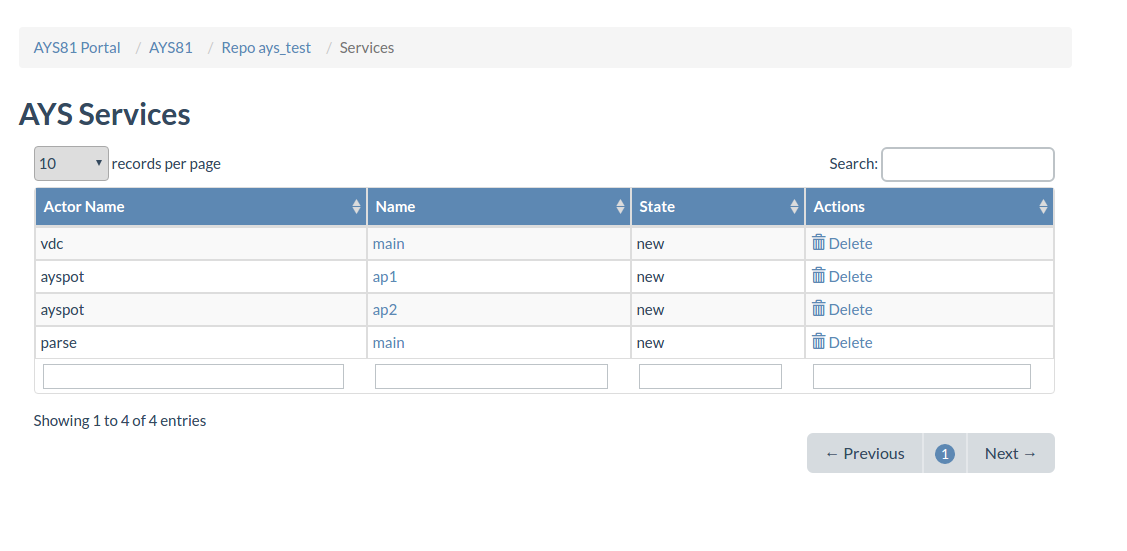 AYS81 Portal / AYS81 / Repo ays_test / Services
AYS Services
10 records per page Search:
Actor Name Name State Actions
vdc main new Delete
ayspot ap1 new Delete
ayspot ap2 new Delete
parse main new Delete
Showing 1 to 4 of 4 entries
← Previous 1 Next →